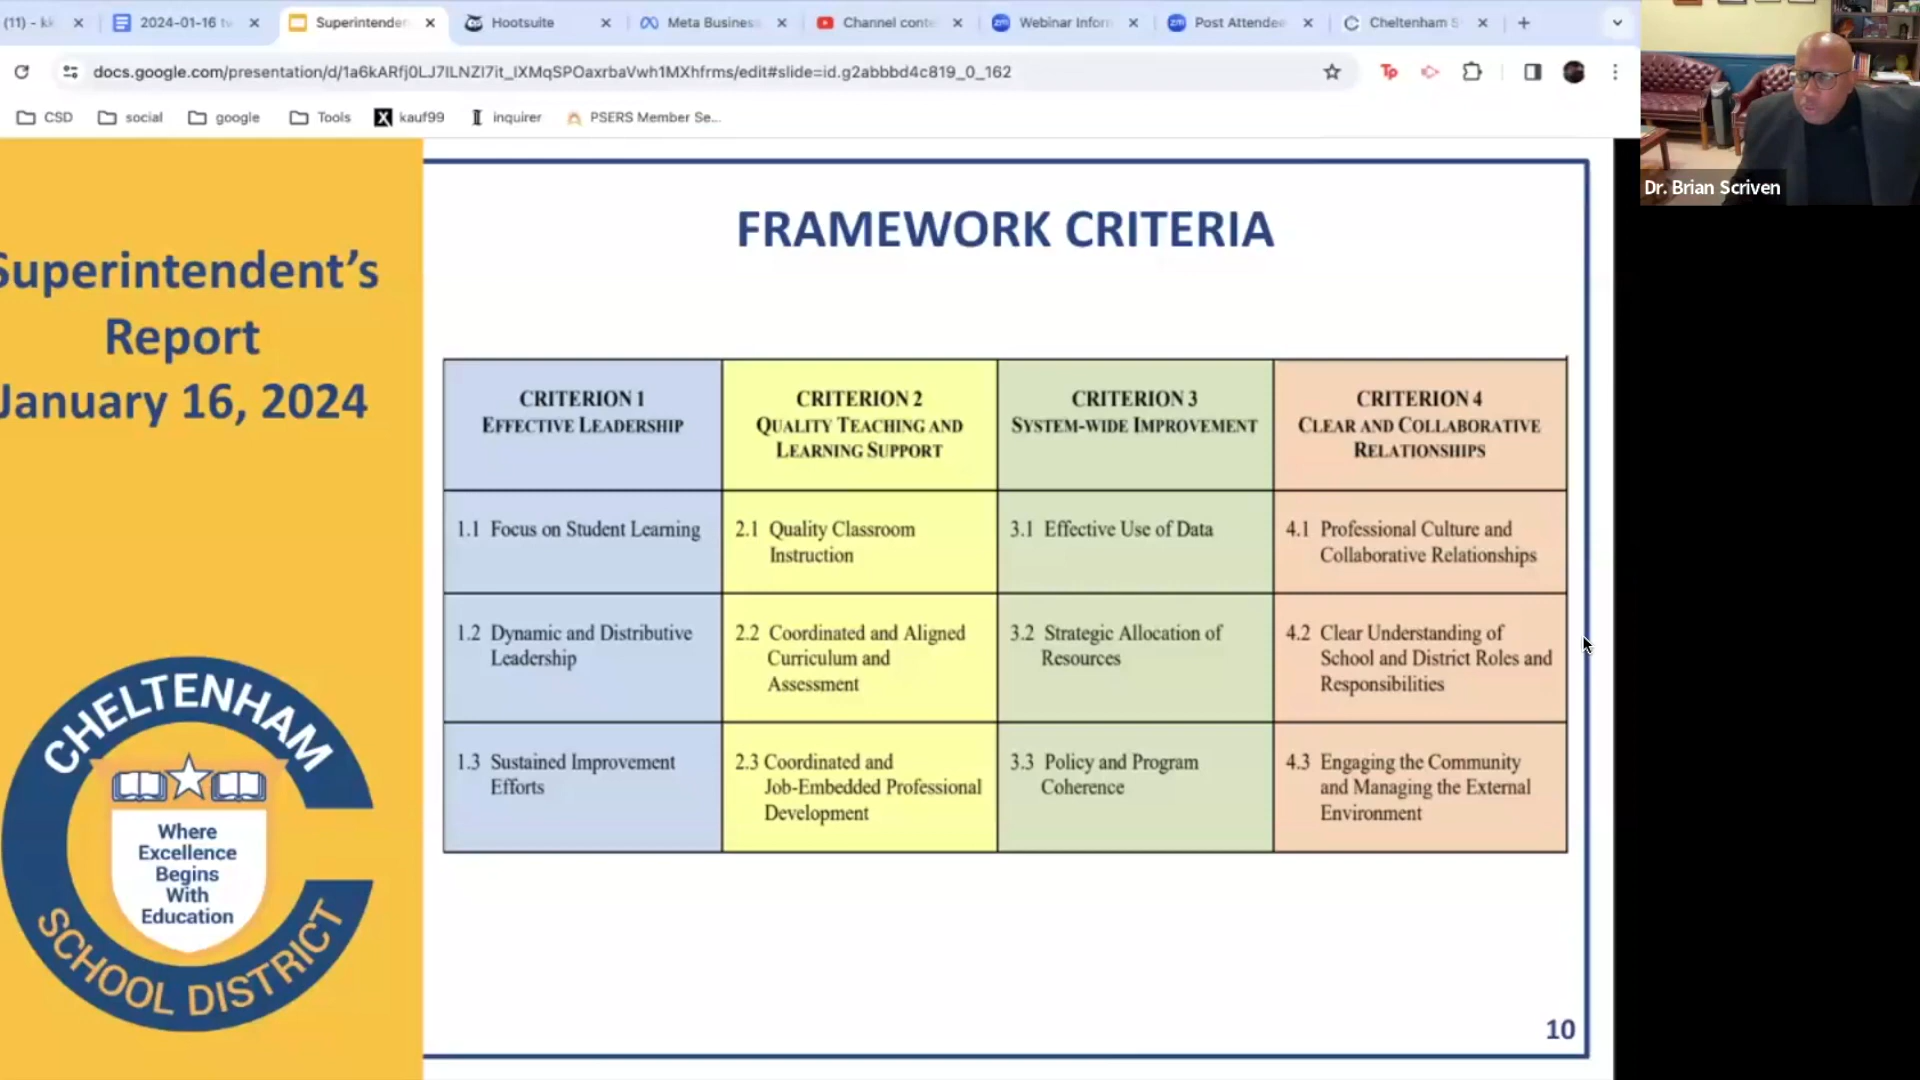 (11) - kk
2024-01-16 tv
Superintenden
Hootsuite
Meta Business
Channel conte
Webinar Inforn
Post Attendee
Cheltenham S
docs.google.com/presentation/d/
/edit#slide=id.g2abbbd4c819_0_162
CSD
social
google
Tools
kauf99
inquirer
PSERS Member Se...
Dr. Brian Scriven
Superintendent's
Report
January 16, 2024
CHELTENHAM
Where
Excellence
Begins
With
Education
SCHOOL DISTRICT
FRAMEWORK CRITERIA
CRITERION 1
EFFECTIVE LEADERSHIP
CRITERION 2
QUALITY TEACHING AND
LEARNING SUPPORT
CRITERION 3
SYSTEM-WIDE IMPROVEMENT
CRITERION 4
CLEAR AND COLLABORATIVE
RELATIONSHIPS
1.1 Focus on Student Learning
2.1 Quality Classroom
Instruction
3.1 Effective Use of Data
4.1 Professional Culture and
Collaborative Relationships
1.2 Dynamic and Distributive
Leadership
2.2 Coordinated and Aligned
Curriculum and
Assessment
3.2 Strategic Allocation of
Resources
4.2 Clear Understanding of
School and District Roles and
Responsibilities
1.3 Sustained Improvement
Efforts
2.3 Coordinated and
Job-Embedded Professional
Development
3.3 Policy and Program
Coherence
4.3 Engaging the Community
and Managing the External
Environment
10